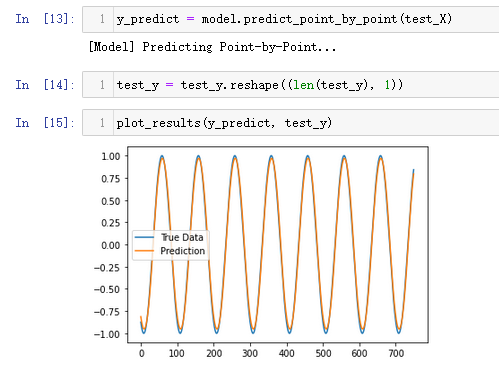 In [13]: 1 y_predict = model.predict_point_by_point(test_X)
[Model] Predicting Point-by-Point...
In [14]: 1 test_y = test_y.reshape((len(test_y), 1))
In [15]: 1 plot_results(y_predict, test_y)
1.00
0.75
0.50
0.25
0.00
-0.25
-0.50
-0.75
-1.00
True Data
Prediction
0 100 200 300 400 500 600 700